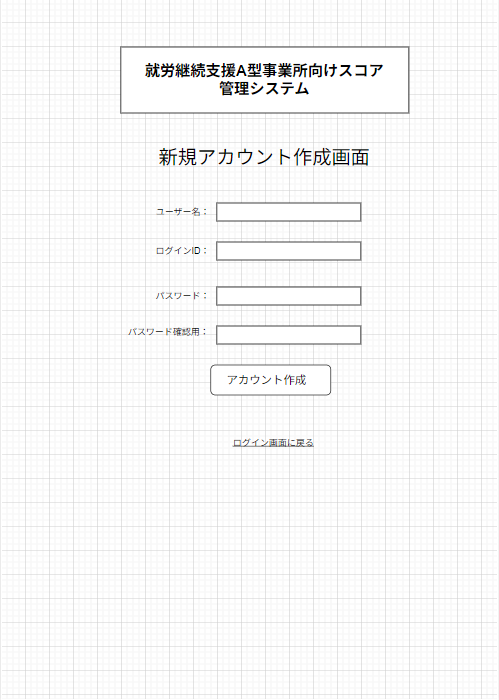 就労継続支援A型事業所向けスコア
管理システム
新規アカウント作成画面
ユーザー名：
ログインID：
パスワード：
パスワード確認用：
アカウント作成
ログイン画面に戻る